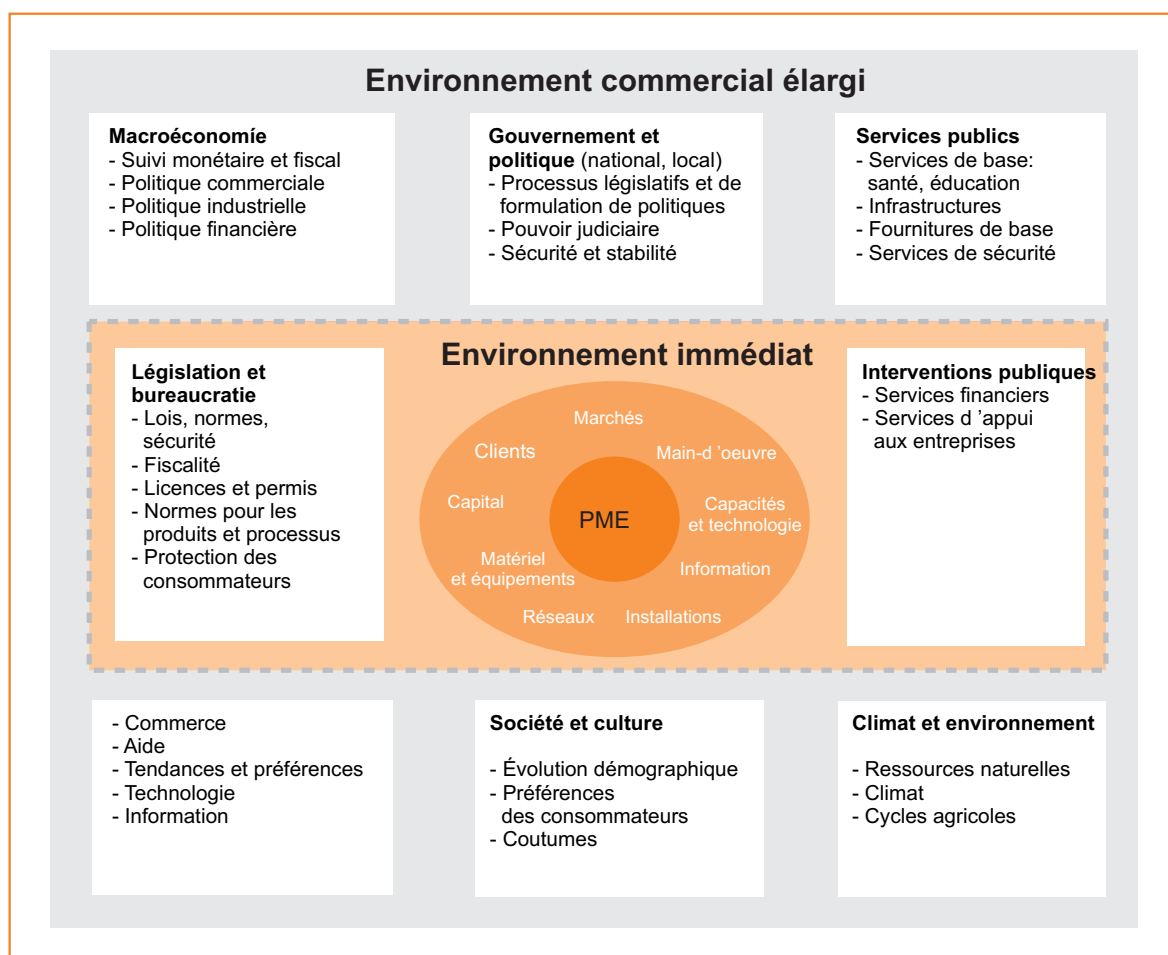 Environnement commercial élargi
Macroéconomíe
- Suivi monétaire et fiscal
- Politique commerciale
- Politique industrielle
- Politique financière
Gouvernement et
politique (national, local)
- Processus législatifs et de
formulation de politiques
- Pouvoir judiciaire
- Sécurité et stabilité
Services publics
- Services de base:
santé, éducation
- Infrastructures
- Fournitures de base
- Services de sécurité
Environnement immédiat
Législation et
bureaucratie
- Lois, normes,
sécurité
- Fiscalité
- Licences et permis
- Normes pour les
produits et processus
- Protection des
consommateurs
Marchés
Clients
Main-d ’oeuvre
Capital
PME
Capacités
et technologie
Matériel
et équipements
Information
Réseaux
Installations
Interventions publiques
- Services financiers
- Services d ’appui
aux entreprises
- Commerce
- Aide
- Tendances et préférences
- Technologie
- Information
Société et culture
- Évolution démographique
- Préférences
des consommateurs
- Coutumes
Climat et environnement
- Ressources naturelles
- Climat
- Cycles agricoles